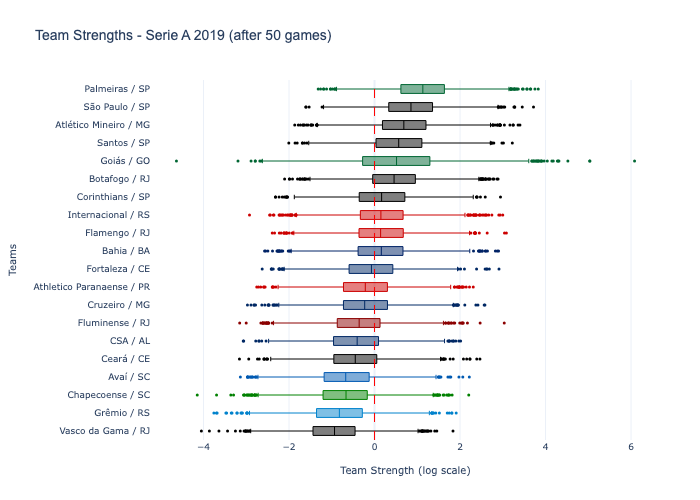 Team Strengths - Serie A 2019 (after 50 games)
Palmeiras / SP
São Paulo / SP
Atlético Mineiro / MG
Santos / SP
Goiás / GO
Botafogo / RJ
Corinthians / SP
Internacional / RS
Flamengo / RJ
Bahia / BA
Fortaleza / CE
Athletico Paranaense / PR
Cruzeiro / MG
Fluminense / RJ
CSA / AL
Ceará / CE
Avaí / SC
Chapecoense / SC
Grêmio / RS
Vasco da Gama / RJ
Teams
−4 −2 0 2 4 6
Team Strength (log scale)